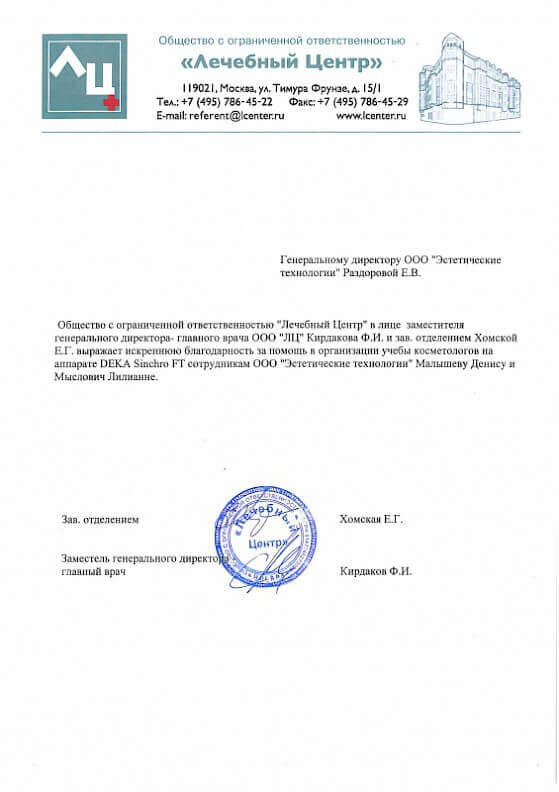 ЛЦ
Общество с ограниченной ответственностью
«Лечебный Центр»
119021, Москва, ул. Тимура Фрунзе, д. 15/1
Тел.: +7 (495) 786-45-22 Факс: +7 (495) 786-45-29
E-mail: referent@lcenter.ru www.lcenter.ru
Генеральному директору ООО "Эстетические
технологии" Раздоровой Е.В.
Общество с ограниченной ответственностью "Лечебный Центр" в лице заместителя
генерального директора- главного врача ООО "ЛЦ" Кирдакова Ф.И. и зав. отделением Хомской
Е.Г. выражает искреннюю благодарность за помощь в организации учебы косметологов на
аппарате DEKA Sinchro FT сотрудникам ООО "Эстетические технологии" Малышеву Денису и
Мыслович Лилианне.
Зав. отделением Хомская Е.Г.
«Лечебный
Центр»
Заместель генерального директора -
главный врач Кирдаков Ф.И.